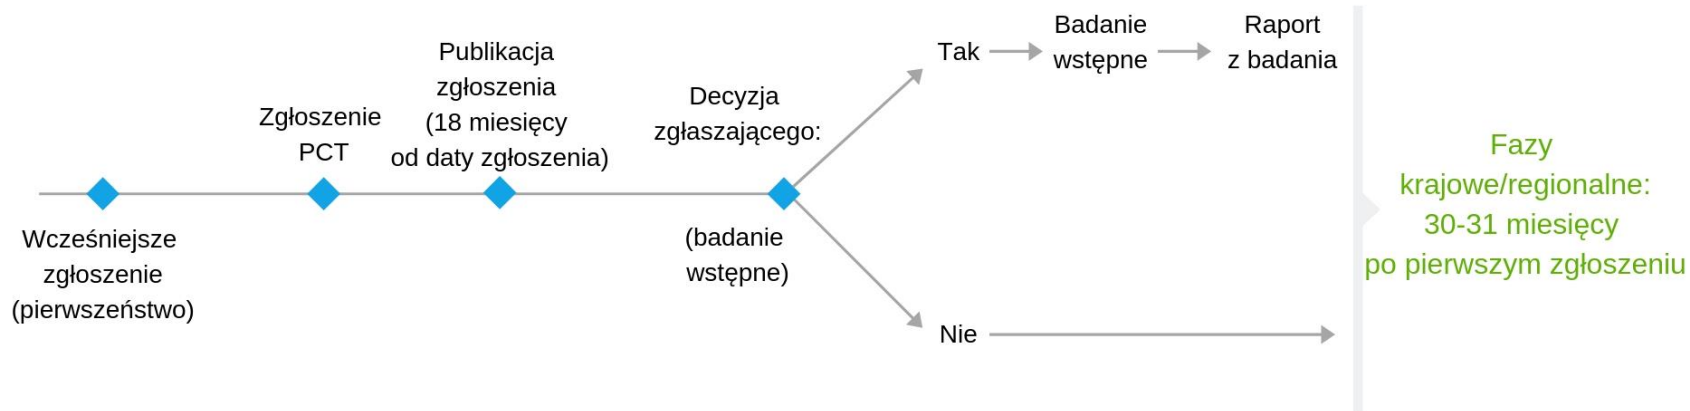 Wcześniejsze
zgłoszenie
(pierwszeństwo)
Zgłoszenie
PCT
Publikacja
zgłoszenia
(18 miesięcy
od daty zgłoszenia)
Decyzja
zgłaszającego:
(badanie
wstępne)
Tak
Badanie
wstępne
Raport
z badania
Nie
Fazy
krajowe/regionalne:
30-31 miesięcy
po pierwszym zgłoszeniu